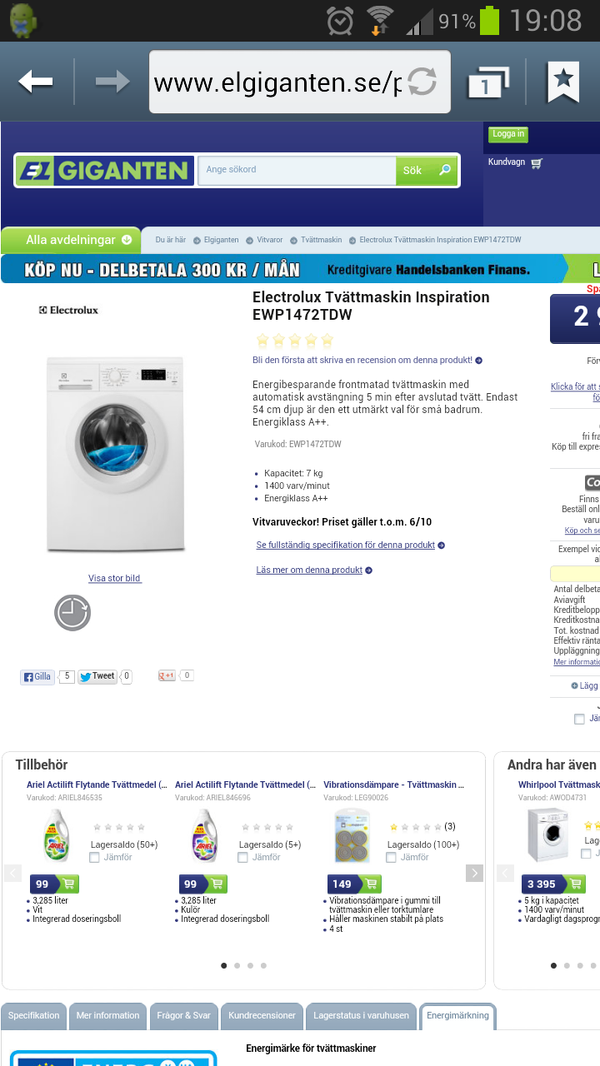 91% 19:08
www.elgiganten.se/p
1
Logga in
Kundvagn
EL GIGANTEN
Ange sökord
Sök
Alla avdelningar
Du är här Elgiganten Vitvaror Tvättmaskin Electrolux Tvättmaskin Inspiration EWP1472TDW
KÖP NU - DELBETALA 300 KR / MÅN Kreditgivare Handelsbanken Finans.
Electrolux
Electrolux Tvättmaskin Inspiration
EWP1472TDW
Bli den första att skriva en recension om denna produkt!
Energibesparande frontmatad tvättmaskin med
automatisk avstängning 5 min efter avslutad tvätt. Endast
54 cm djup är den ett utmärkt val för små badrum.
Energiklass A++.
Varukod: EWP1472TDW
Kapacitet: 7 kg
1400 varv/minut
Energiklass A++
Vitvaruveckor! Priset gäller t.o.m. 6/10
Se fullständig specifikation för denna produkt
Läs mer om denna produkt
Visa stor bild
Gilla 5 Tweet 0 +1 0
Spa
2 9
Förv
Klicka för att s
fö
fri fra
Köp till expre
Co
Finns
Beställ onl
varu
Köp och se
Exempel vid
al
Antal delbeta
Aviavgift
Kreditbelopp
Kreditkostna
Tot. kostnad
Effektiv ränta
Uppläggning
Mer informatio
Lägg
Jäm
Tillbehör
Ariel Actilift Flytande Tvättmedel (...
Varukod: ARIEL846535
Lagersaldo (50+)
Jämför
99
3,285 liter
Vit
Integrerad doseringsboll
Ariel Actilift Flytande Tvättmedel (...
Varukod: ARIEL846696
Lagersaldo (5+)
Jämför
99
3,285 liter
Kulör
Integrerad doseringsboll
Vibrationsdämpare - Tvättmaskin ...
Varukod: LEG90026
(3)
Lagersaldo (100+)
Jämför
149
Vibrationsdämpare i gummi till
tvättmaskin eller torktumlare
Håller maskinen stabilt på plats
4 st
Andra har även
Whirlpool Tvättmask
Varukod: AWOD4731
Lage
Jä
3 395
5 kg i kapacitet
1400 varv/minut
Vardagligt dagsprogr
Specifikation Mer information Frågor & Svar Kundrecensioner Lagerstatus i varuhusen Energimärkning
Energimärke för tvättmaskiner